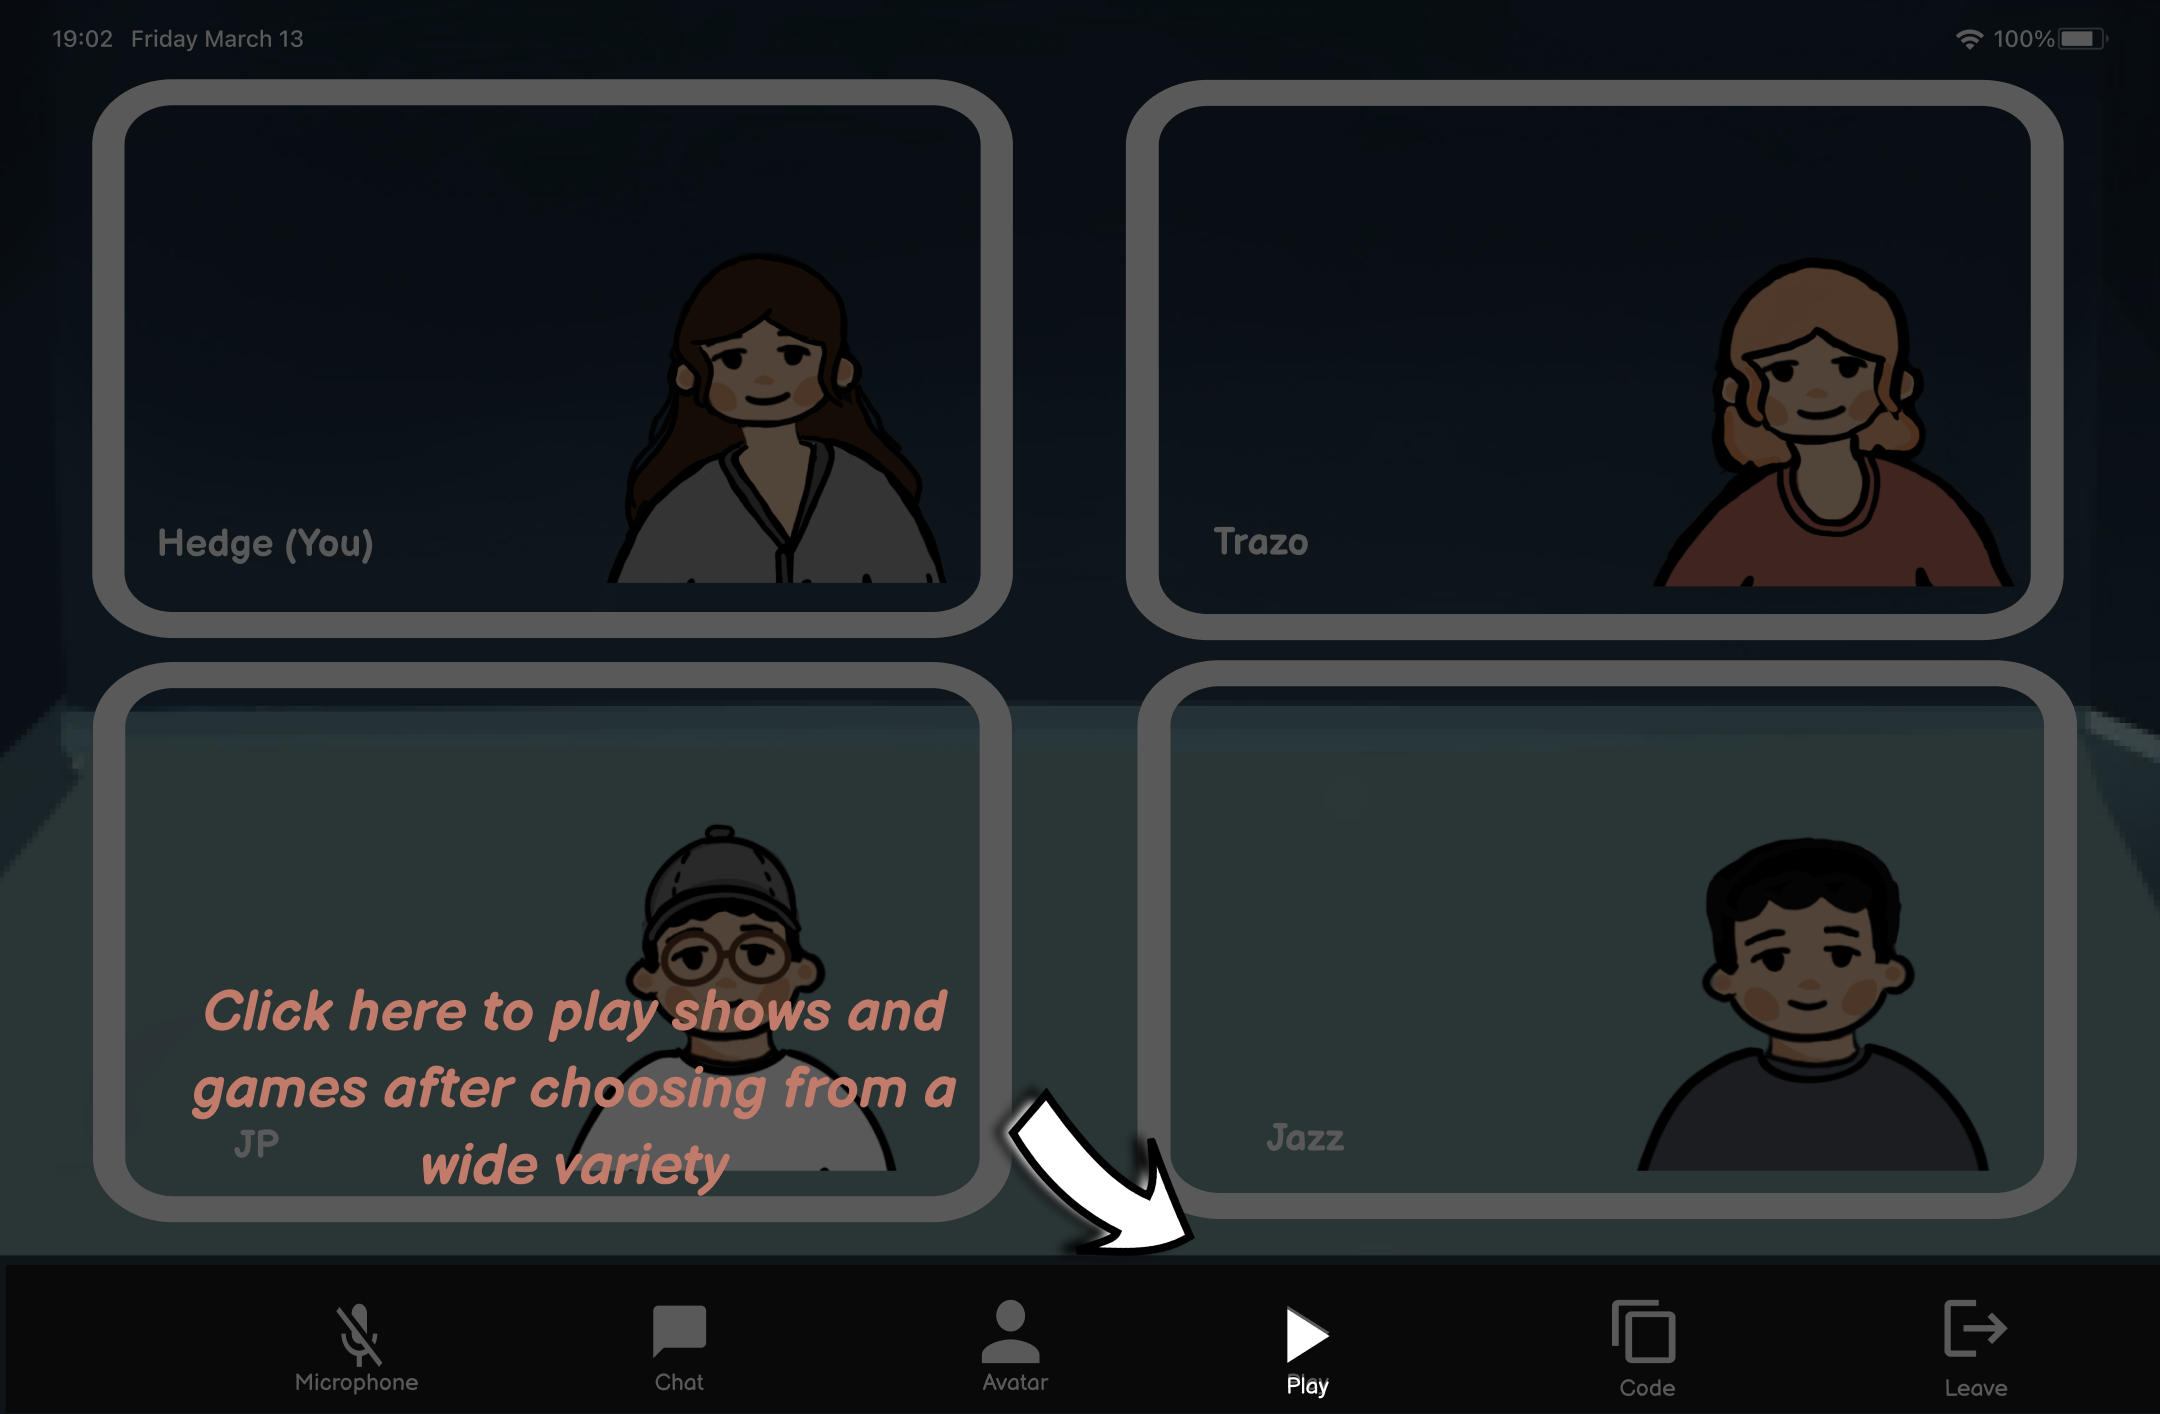 19:02 Friday March 13
100%
Hedge (You)
Trazo
Click here to play shows and
games after choosing from a
wide variety
JP
Jazz
Microphone
Chat
Avatar
Play
Code
Leave